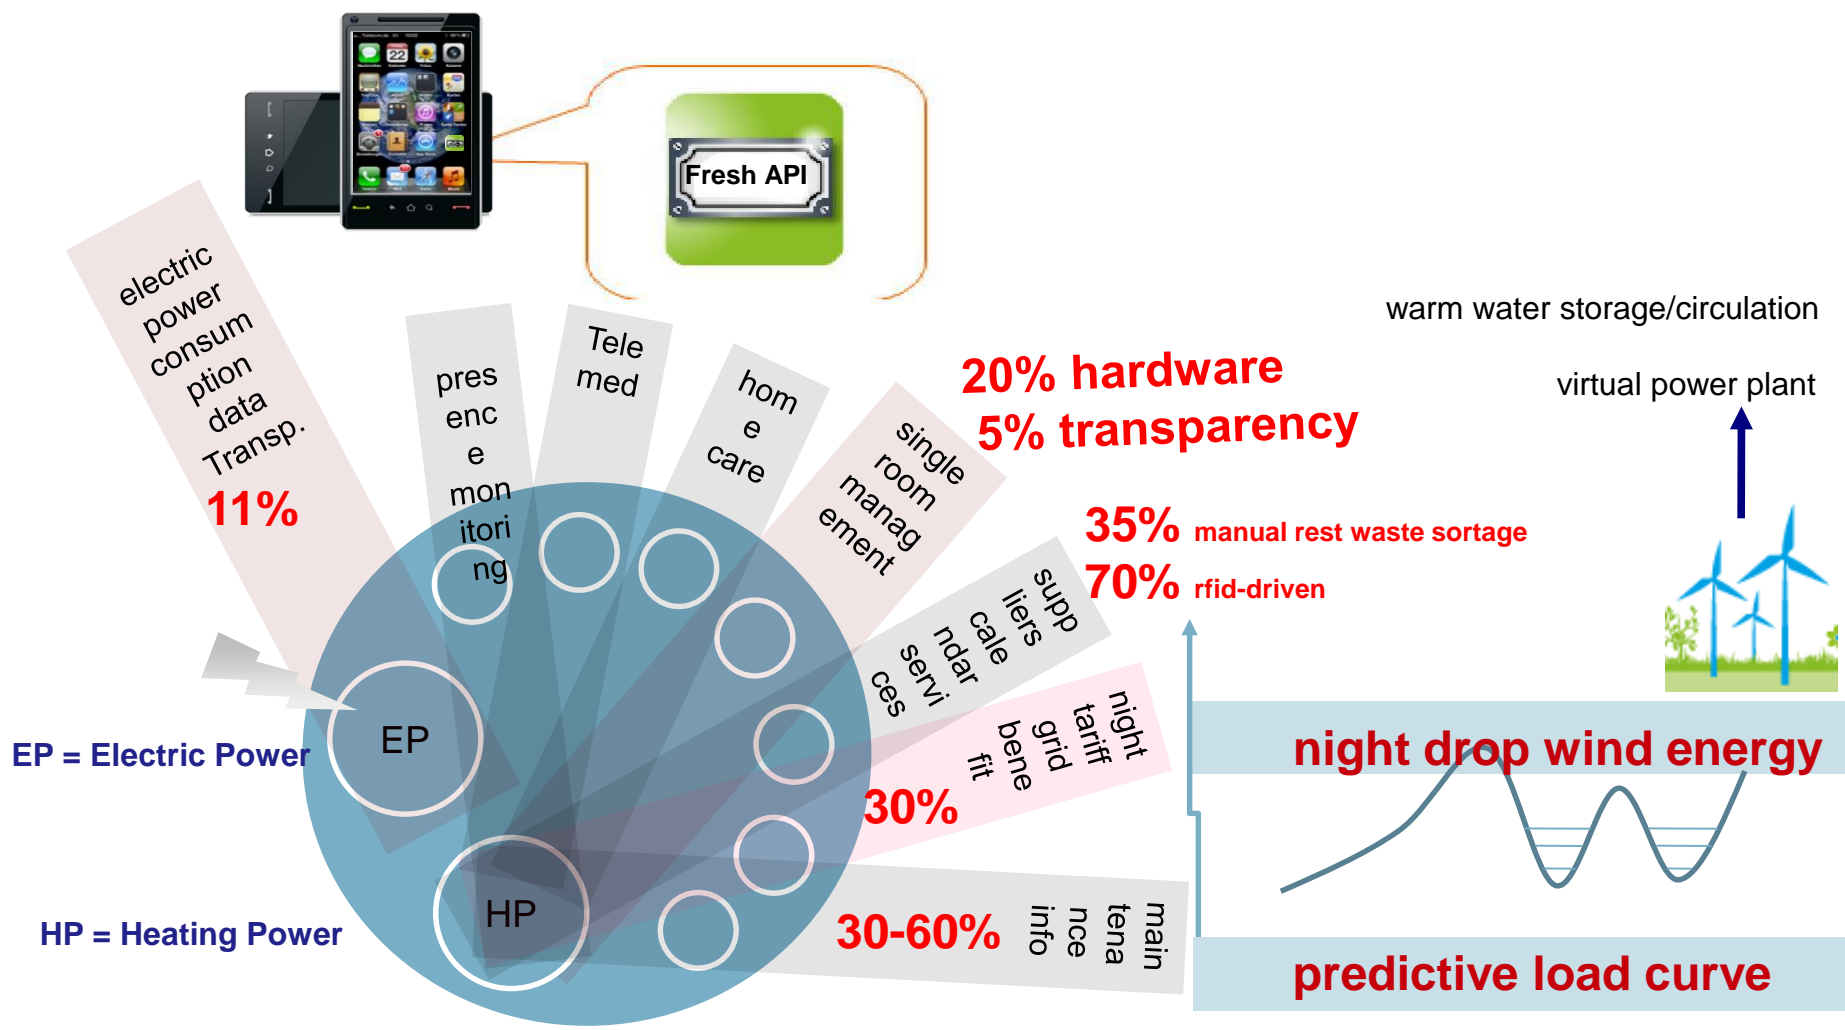 22
Fresh API
electric
power
consum
ption
data
Transp.
11%
pres
enc
e
mon
itori
ng
Tele
med
hom
e
care
single
room
manag
ement
20% hardware
5% transparency
warm water storage/circulation
virtual power plant
35% manual rest waste sortage
70% rfid-driven
supp
liers
cale
ndar
servi
ces
night
tariff
grid
bene
fit
30%
main
tena
nce
info
30-60%
EP
HP
EP = Electric Power
HP = Heating Power
night drop wind energy
predictive load curve